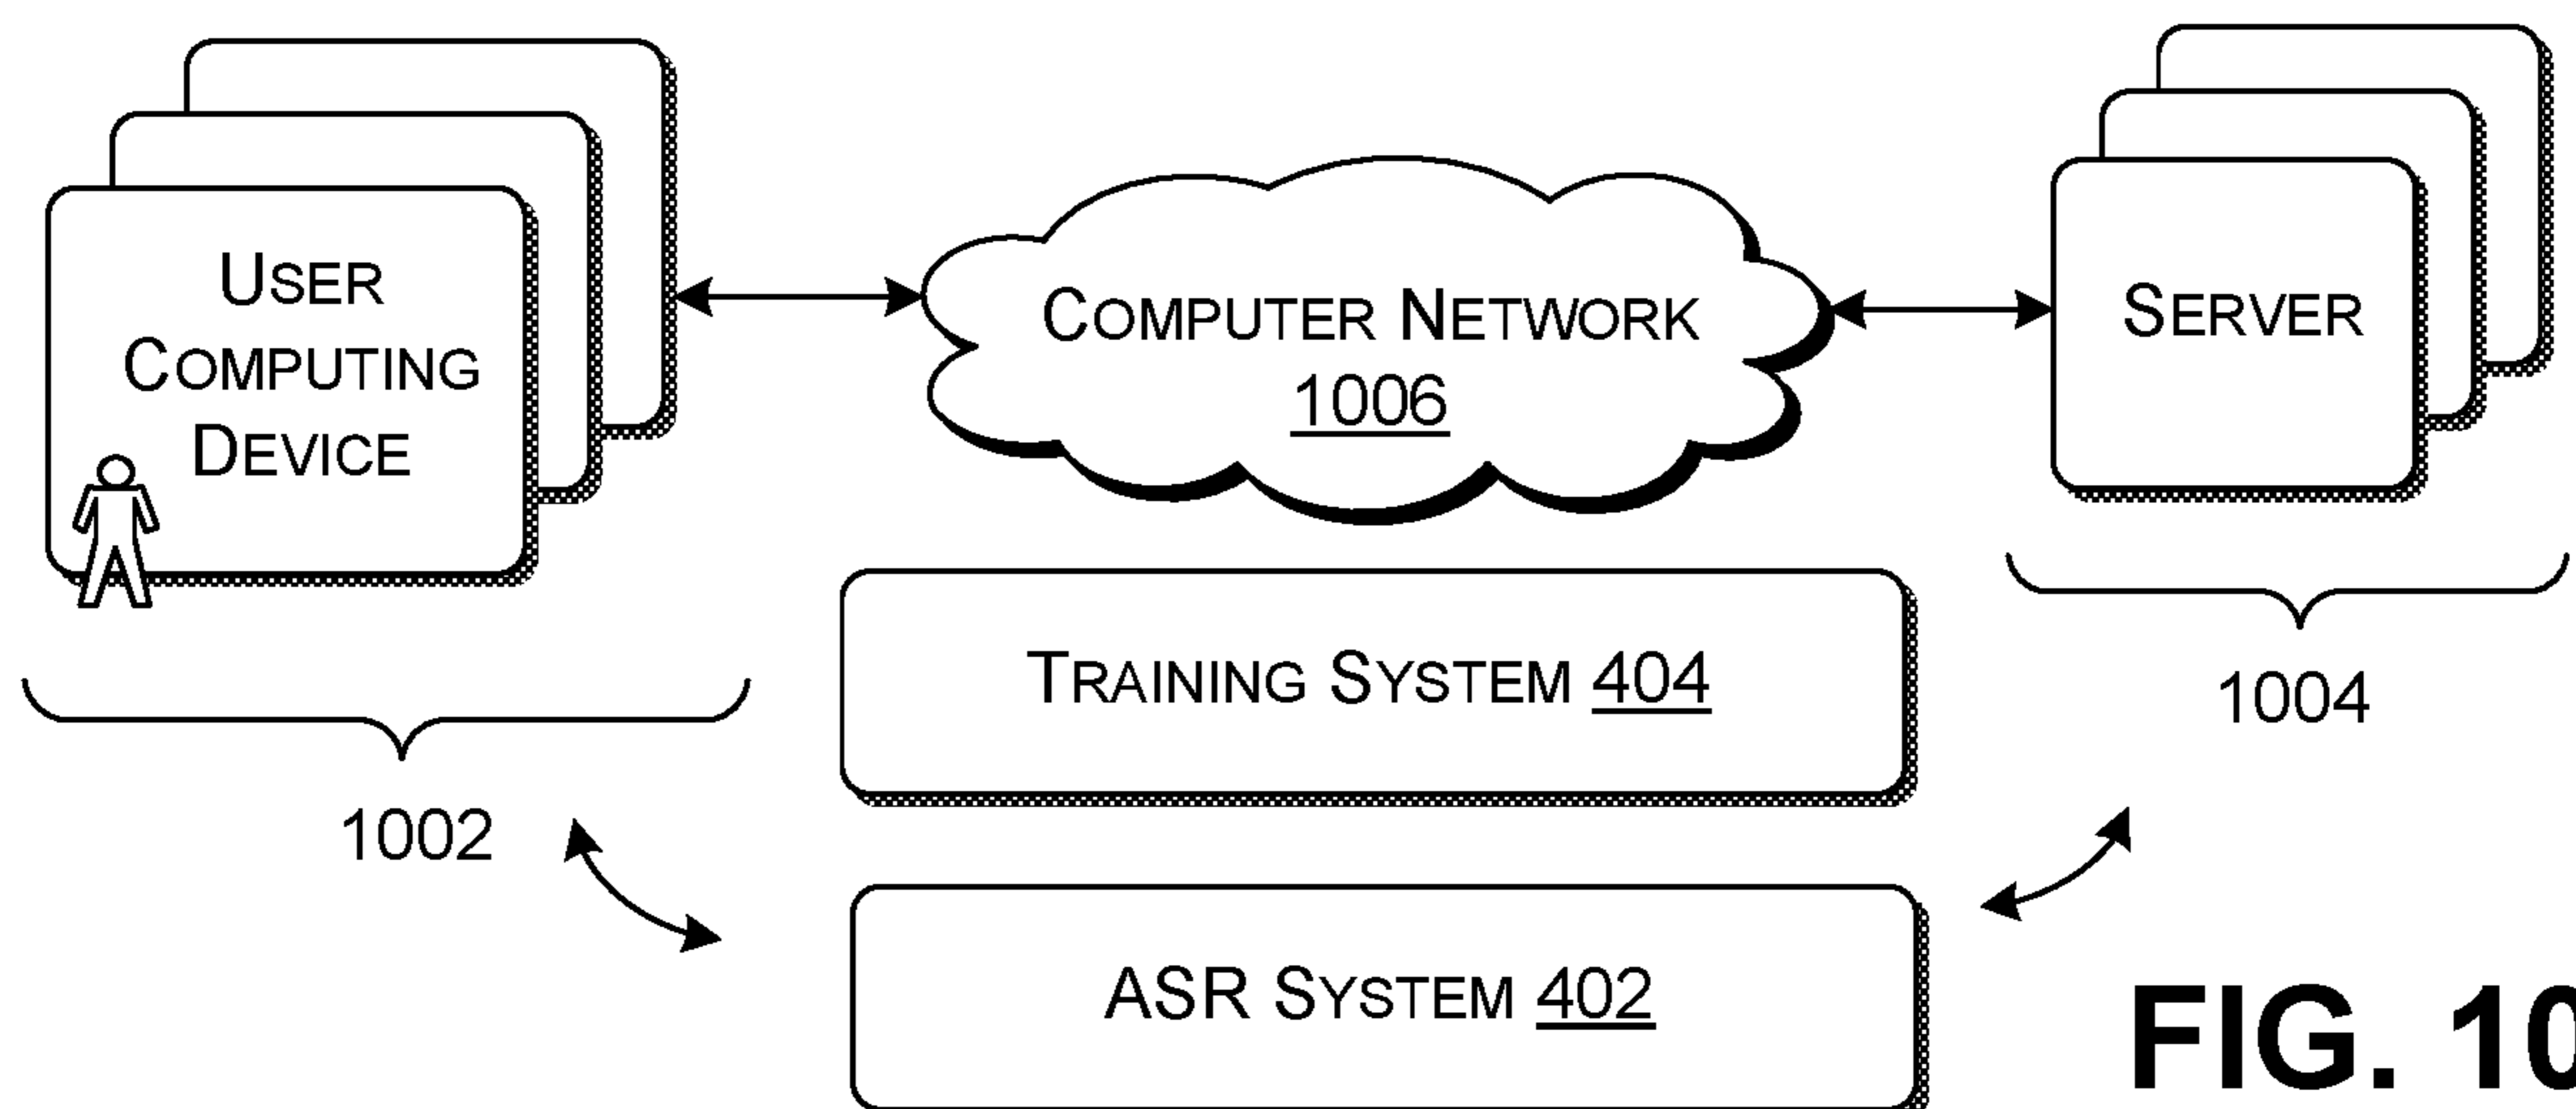 USER
COMPUTING
DEVICE
COMPUTER NETWORK
1006
SERVER
TRAINING SYSTEM 404
1004
1002
ASR SYSTEM 402
FIG. 10